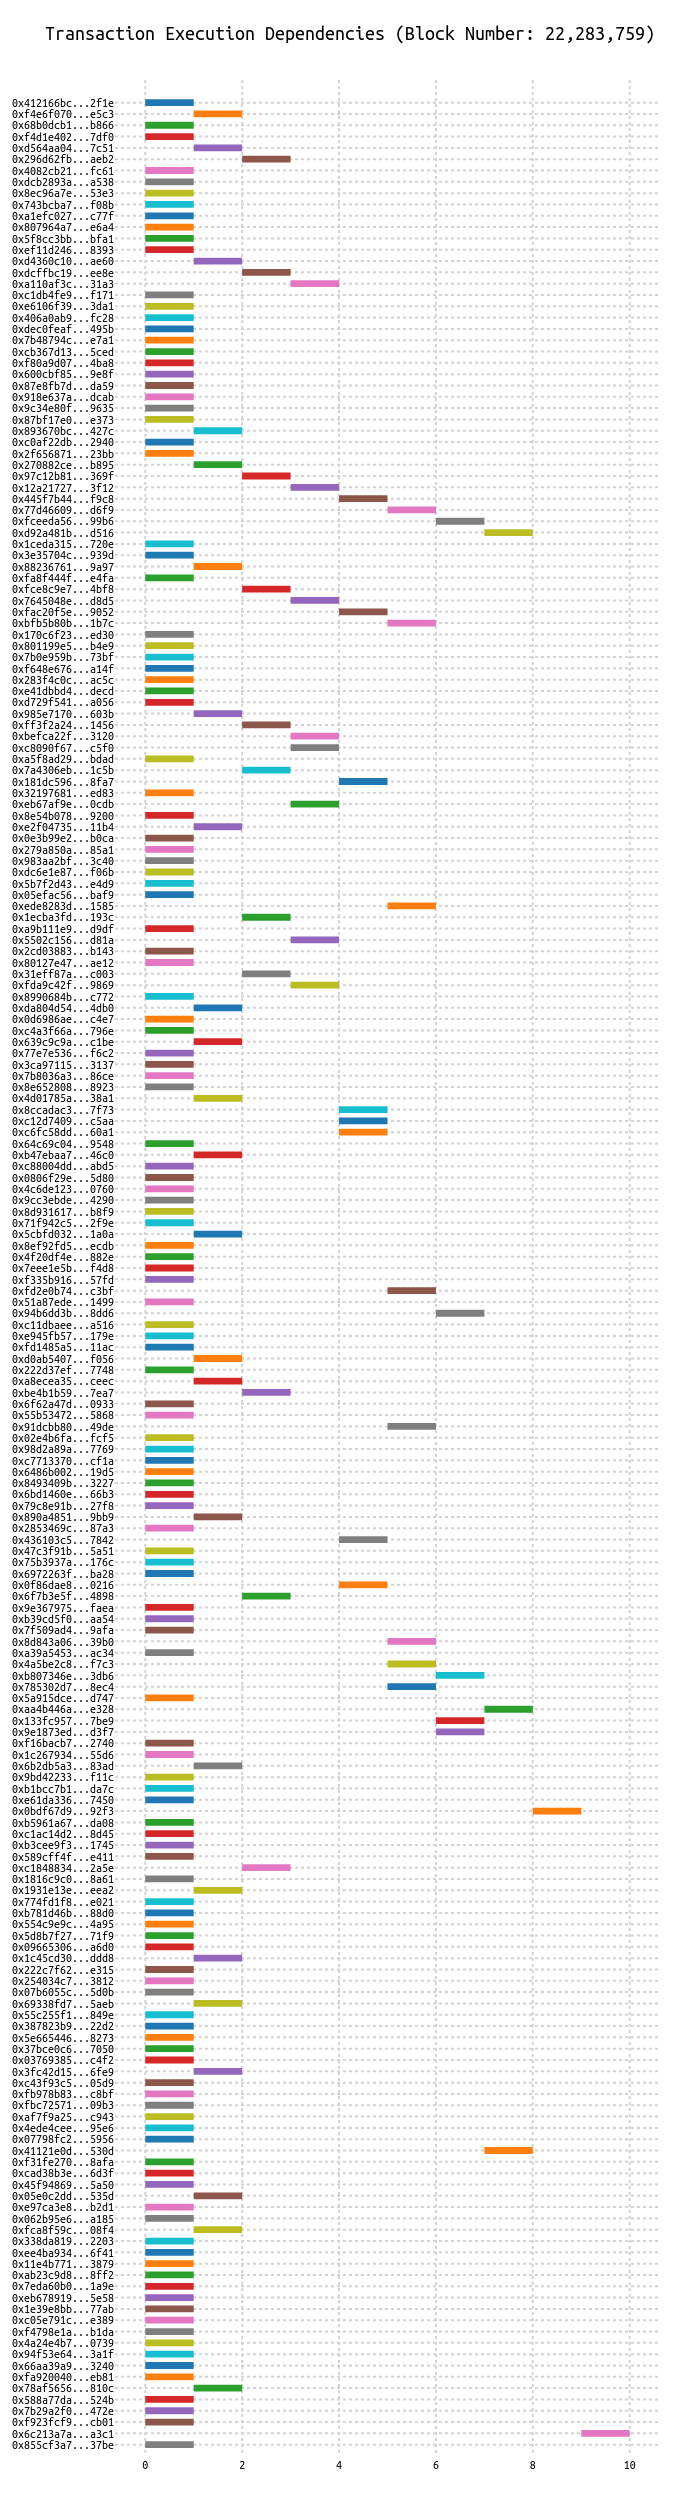 Transaction Execution Dependencies (Block Number: 22,283,759)
0x412166bc...2f1e
0xf4e6f070...e5c3
0x68b0dcb1...b866
0xf4d1e402...7df0
0xd564aa04...7c51
0x296d62fb...aeb2
0x4082cb21...fc61
0xdcb2893a...a538
0x8ec96a7e...53e3
0x743bcba7...f08b
0xa1efc027...c77f
0x807964a7...e6a4
0x5f8cc3bb...bfa1
0xef11d246...8393
0xd4360c10...ae60
0xdcffbc19...ee8e
0xa110af3c...31a3
0xc1db4fe9...f171
0xe6106f39...3da1
0x406a0ab9...fc28
0xdec0feaf...495b
0x7b48794c...e7a1
0xcb367d13...5ced
0xf80a9d07...4ba8
0x600cbf85...9e8f
0x87e8fb7d...da59
0x918e637a...dcab
0x9c34e80f...9635
0x87bf17e0...e373
0x893670bc...427c
0xc0af22db...2940
0x2f656871...23bb
0x270882ce...b895
0x97c12b81...369f
0x12a21727...3f12
0x445f7b44...f9c8
0x77d46609...d6f9
0xfceeda56...99b6
0xd92a481b...d516
0x1ceda315...720e
0x3e35704c...939d
0x88236761...9a97
0xfa8f444f...e4fa
0xfce8c9e7...4bf8
0x7645048e...d8d5
0xfac20f5e...9052
0xbfb5b80b...1b7c
0x170c6f23...ed30
0x801199e5...b4e9
0x7b0e959b...73bf
0xf648e676...a14f
0x283f4c0c...ac5c
0xe41dbbd4...decd
0xd729f541...a056
0x985e7170...603b
0xff3f2a24...1456
0xbefca22f...3120
0xc8090f67...c5f0
0xa5f8ad29...bdad
0x7a4306eb...1c5b
0x181dc596...8fa7
0x32197681...ed83
0xeb67af9e...0cdb
0x8e54b078...9200
0xe2f04735...11b4
0x0e3b99e2...b0ca
0x279a850a...85a1
0x983aa2bf...3c40
0xdc6e1e87...f06b
0x5b7f2d43...e4d9
0x05efac56...baf9
0xede8283d...1585
0x1ecba3fd...193c
0xa9b111e9...d9df
0x5502c156...d81a
0x2cd03883...b143
0x80127e47...ae12
0x31eff87a...c003
0xfda9c42f...9869
0x8990684b...c772
0xda804d54...4db0
0x0d6986ae...c4e7
0xc4a3f66a...796e
0x639c9c9a...c1be
0x77e7e536...f6c2
0x3ca97115...3137
0x7b8036a3...86ce
0x8e652808...8923
0x4d01785a...38a1
0x8ccadac3...7f73
0xc12d7409...c5aa
0xc6fc58dd...60a1
0x64c69c04...9548
0xb47ebaa7...46c0
0xc88004dd...abd5
0x0806f29e...5d80
0x4c6de123...0760
0x9cc3ebde...4290
0x8d931617...b8f9
0x71f942c5...2f9e
0x5cbfd032...1a0a
0x8ef92fd5...ecdb
0x4f20df4e...882e
0x7eee1e5b...f4d8
0xf335b916...57fd
0xfd2e0b74...c3bf
0x51a87ede...1499
0x94b6dd3b...8dd6
0xc11dbaee...a516
0xe945fb57...179e
0xfd1485a5...11ac
0xd0ab5407...f056
0x222d37ef...7748
0xa8ecea35...ceec
0xbe4b1b59...7ea7
0x6f62a47d...0933
0x55b53472...5868
0x91dcbb80...49de
0x02e4b6fa...fcf5
0x98d2a89a...7769
0xc7713370...cf1a
0x6486b002...19d5
0x8493409b...3227
0x6bd1460e...66b3
0x79c8e91b...27f8
0x890a4851...9bb9
0x2853469c...87a3
0x436103c5...7842
0x47c3f91b...5a51
0x75b3937a...176c
0x6972263f...ba28
0x0f86dae8...0216
0x6f7b3e5f...4898
0x9e367975...faea
0xb39cd5f0...aa54
0x7f509ad4...9afa
0x8d843a06...39b0
0xa39a5453...ac34
0x4a5be2c8...f7c3
0xb807346e...3db6
0x785302d7...8ec4
0x5a915dce...d747
0xaa4b446a...e328
0x133fc957...7be9
0x9e1873ed...d3f7
0xf16bacb7...2740
0x1c267934...55d6
0x6b2db5a3...83ad
0x9bd42233...f11c
0xb1bcc7b1...da7c
0xe61da336...7450
0x0bdf67d9...92f3
0xb5961a67...da08
0xc1ac14d2...8d45
0xb3cee9f3...1745
0x589cff4f...e411
0xc1848834...2a5e
0x1816c9c0...8a61
0x1931e13e...eea2
0x774fd1f8...e021
0xb781d46b...88d0
0x554c9e9c...4a95
0x5d8b7f27...71f9
0x09665306...a6d0
0x1c45cd30...ddd8
0x222c7f62...e315
0x254034c7...3812
0x07b6055c...5d0b
0x69338fd7...5aeb
0x55c255f1...849e
0x387823b9...22d2
0x5e665446...8273
0x37bce0c6...7050
0x03769385...c4f2
0x3fc42d15...6fe9
0xc43f93c5...05d9
0xfb978b83...c8bf
0xfbc72571...09b3
0xaf7f9a25...c943
0x4ede4cee...95e6
0x07798fc2...5956
0x41121e0d...530d
0xf31fe270...8afa
0xcad38b3e...6d3f
0x45f94869...5a50
0x05e0c2dd...535d
0xe97ca3e8...b2d1
0x062b95e6...a185
0xfca8f59c...08f4
0x338da819...2203
0xee4ba934...6f41
0x11e4b771...3879
0xab23c9d8...8ff2
0x7eda60b0...1a9e
0xeb678919...5e58
0x1e39e8bb...77ab
0xc05e791c...e389
0xf4798e1a...b1da
0x4a24e4b7...0739
0x94f53e64...3a1f
0x66aa39a9...3240
0xfa920040...eb81
0x78af5656...810c
0x588a77da...524b
0x7b29a2f0...472e
0xf923fcf9...cb01
0x6c213a7a...a3c1
0x855cf3a7...37be
0 2 4 6 8 10